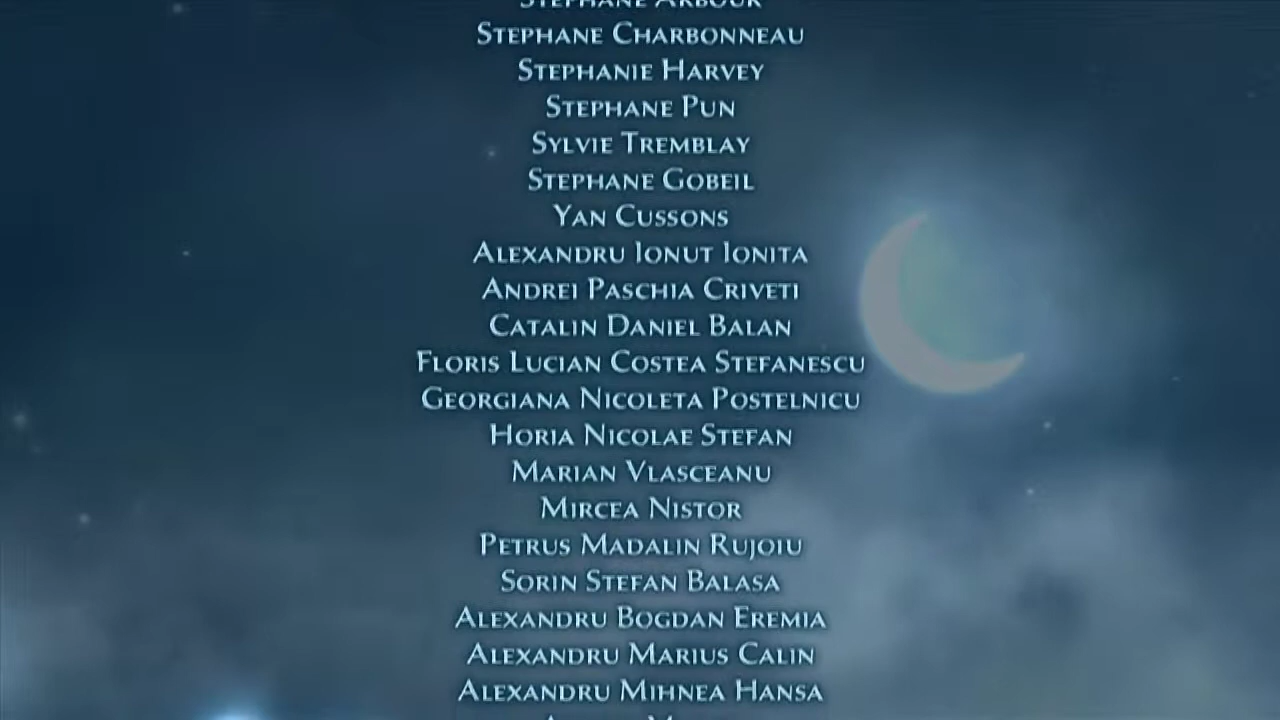 STEPHANE ARBOUR
STEPHANE CHARBONNEAU
STEPHANIE HARVEY
STEPHANE PUN
SYLVIE TREMBLAY
STEPHANE GOBEIL
YAN CUSSONS
ALEXANDRU IONUT IONITA
ANDREI PASCHIA CRIVETI
CATALIN DANIEL BALAN
FLORIS LUCIAN COSTEA STEFANESCU
GEORGIANA NICOLETA POSTELNICU
HORIA NICOLAE STEFAN
MARIAN VLASCEANU
MIRCEA NISTOR
PETRUS MADALIN RUJOIU
SORIN STEFAN BALASA
ALEXANDRU BOGDAN EREMIA
ALEXANDRU MARIUS CALIN
ALEXANDRU MIHNEA HANSA